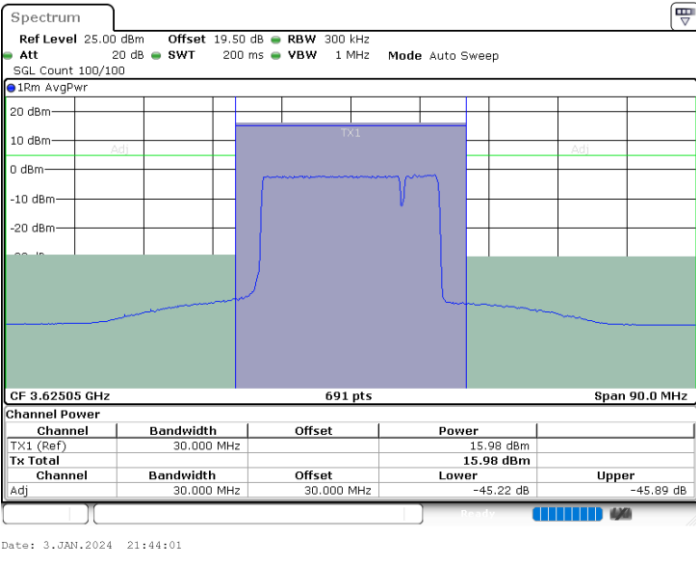 Spectrum
Ref Level 25.00 dBm Offset 19.50 dB RBW 300 kHz
Att 20 dB SWT 200 ms VBW 1 MHz Mode Auto Sweep
SGL Count 100/100
1Rm AvgPwr
20 dBm
TX1
10 dBm
Adj Adj
0 dBm
-10 dBm
-20 dBm
CF 3.62505 GHz 691 pts Span 90.0 MHz
Channel Power
Channel Bandwidth Offset Power
TX1 (Ref) 30.000 MHz 15.98 dBm
Tx Total 15.98 dBm
Channel Bandwidth Offset Lower Upper
Adj 30.000 MHz 30.000 MHz -45.22 dB -45.89 dB
Ready
Date: 3.JAN.2024 21:44:01